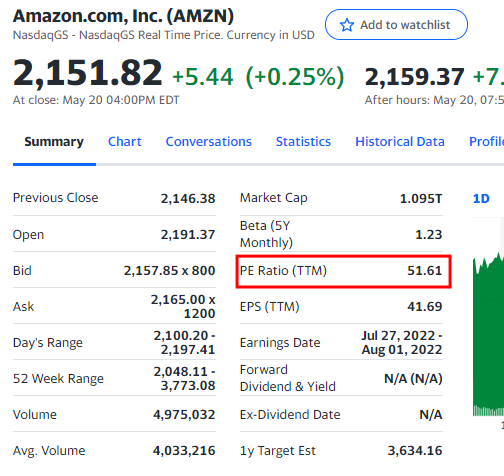 Amazon.com, Inc. (AMZN)
Add to watchlist
NasdaqGS - NasdaqGS Real Time Price. Currency in USD
2,151.82 +5.44 (+0.25%)
2,159.37 +7.
At close: May 20 04:00PM EDT
After hours: May 20, 07:5
Summary Chart Conversations Statistics Historical Data Profile
Previous Close 2,146.38
Open 2,191.37
Bid 2,157.85 x 800
Ask 2,165.00 x
1200
Day's Range 2,100.20 -
2,197.41
52 Week Range 2,048.11 -
3,773.08
Volume 4,975,032
Avg. Volume 4,033,216
Market Cap 1.095T
Beta (5Y
Monthly) 1.23
PE Ratio (TTM) 51.61
EPS (TTM) 41.69
Earnings Date Jul 27, 2022 -
Aug 01, 2022
Forward
Dividend & Yield N/A (N/A)
Ex-Dividend Date N/A
1y Target Est 3,634.16
1D
1